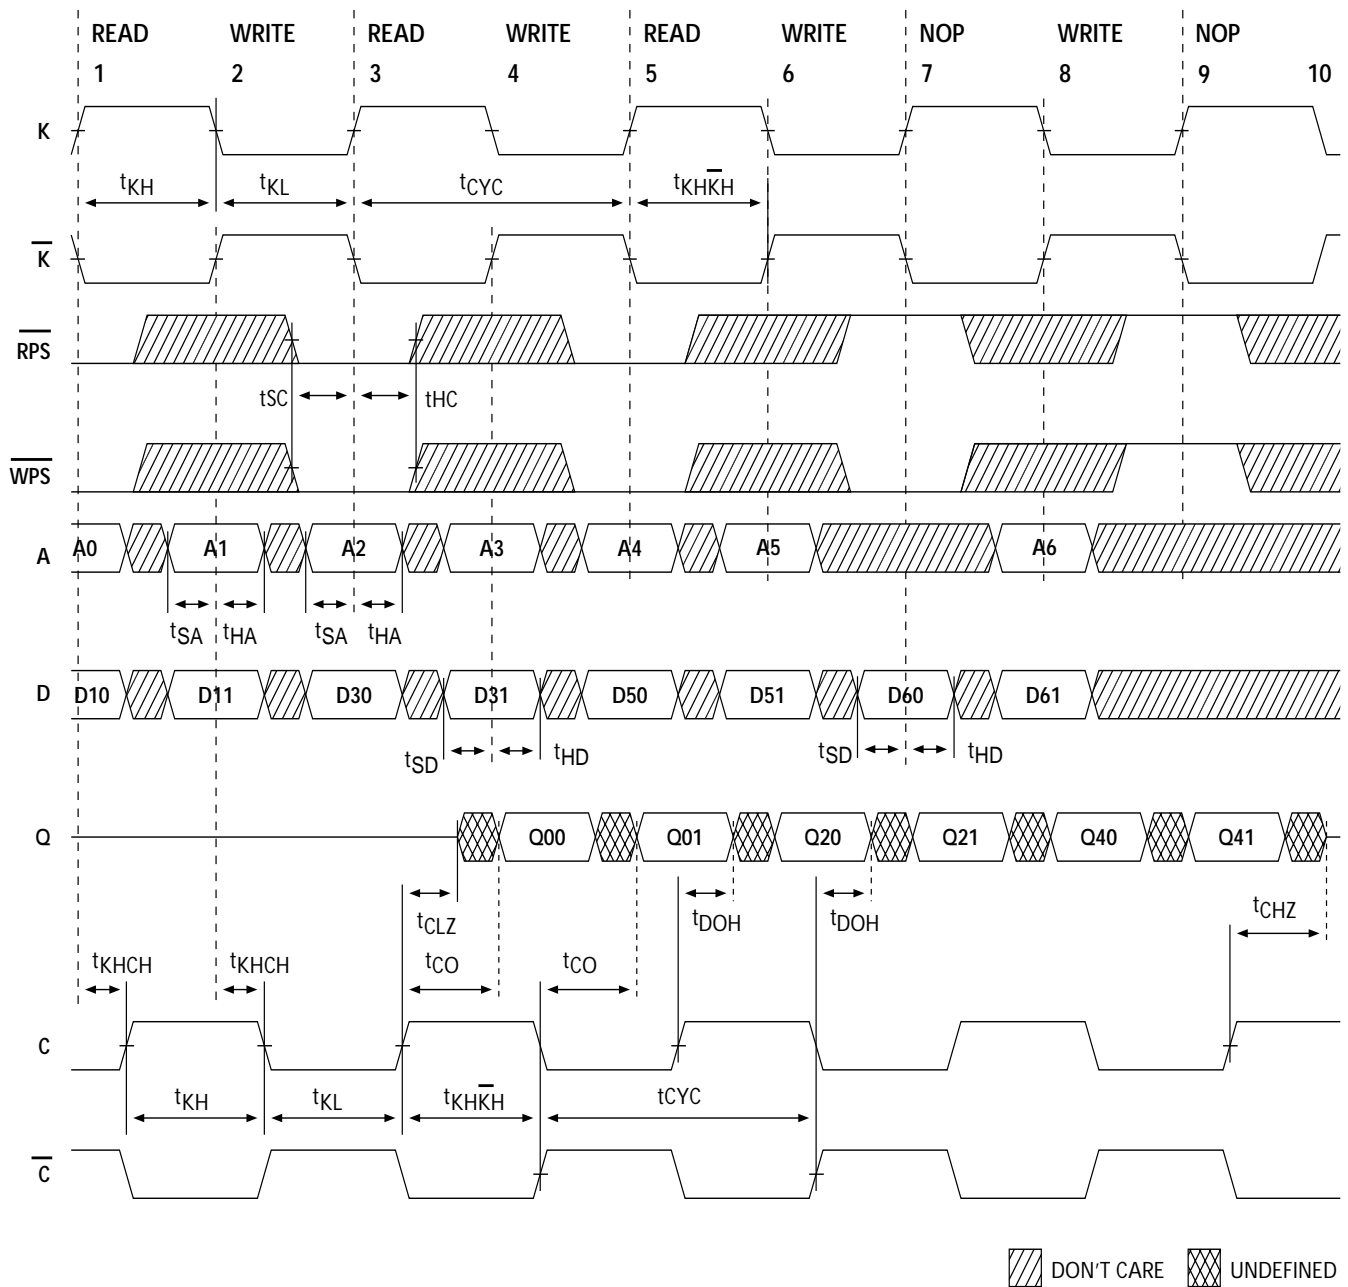 READ WRITE READ WRITE READ WRITE NOP WRITE NOP
1 2 3 4 5 6 7 8 9 10
K
tKH tKL tCYC tKHK̅H
K̅
R̅P̅S̅
tSC tHC
W̅P̅S̅
A A0 A1 A2 A3 A4 A5 A6
tSA tHA tSA tHA
D D10 D11 D30 D31 D50 D51 D60 D61
tSD tHD tSD tHD
Q Q00 Q01 Q20 Q21 Q40 Q41
tCLZ tDOH tDOH tCHZ
tKHCH tKHCH tCO tCO
C
tKH tKL tKHK̅H tCYC
C̅
DON'T CARE UNDEFINED